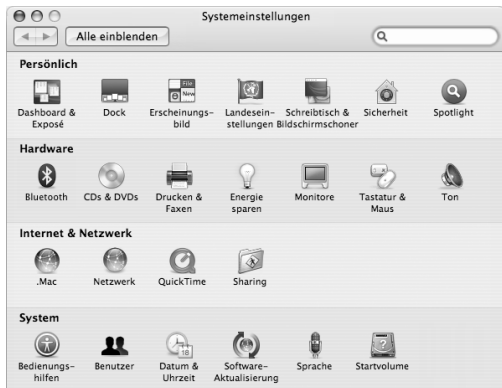 Systemeinstellungen
Alle einblenden
Persönlich
Dashboard & Exposé
Dock
Erscheinungs-
bild
Landesein-
stellungen
Schreibtisch &
Bildschirmschoner
Sicherheit
Spotlight
Hardware
Bluetooth
CDs & DVDs
Drucken &
Faxen
Energie
sparen
Monitore
Tastatur &
Maus
Ton
Internet & Netzwerk
.Mac
Netzwerk
QuickTime
Sharing
System
Bedienungs-
hilfen
Benutzer
Datum &
Uhrzeit
Software-
Aktualisierung
Sprache
Startvolume